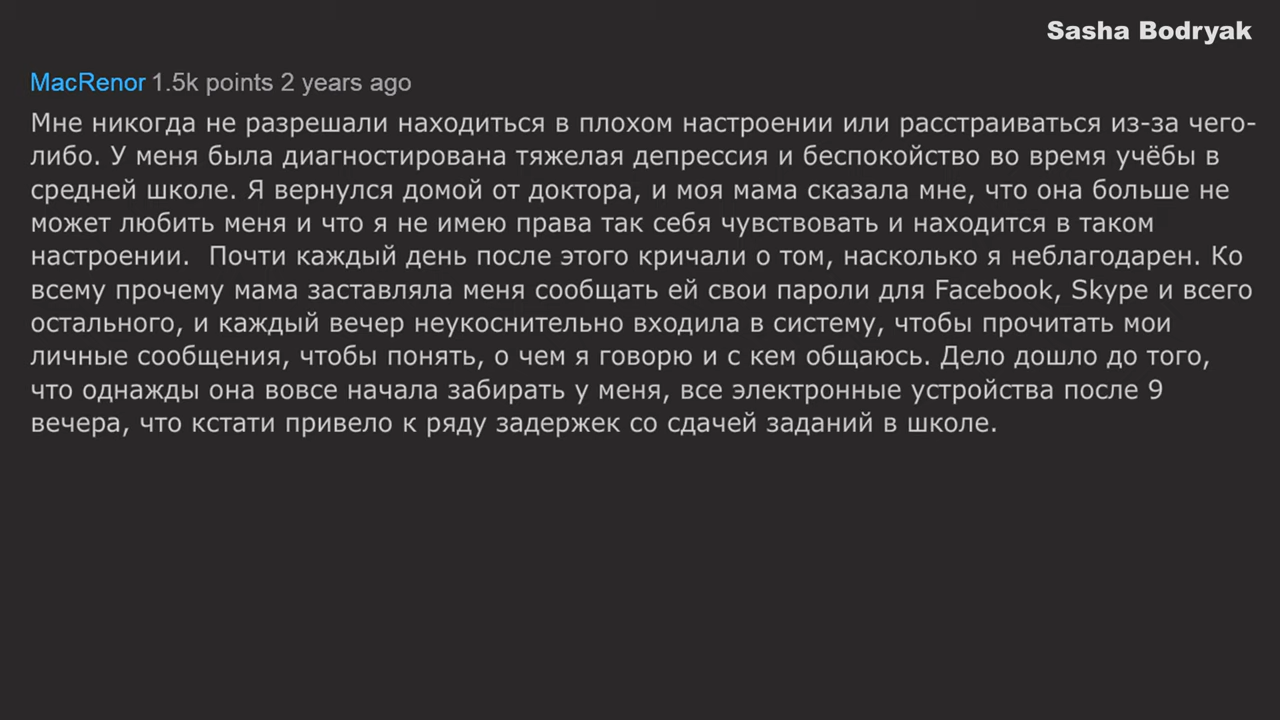 Sasha Bodryak
MacRenor 1.5k points 2 years ago
Мне никогда не разрешали находиться в плохом настроении или расстраиваться из-за чего-
либо. У меня была диагностирована тяжелая депрессия и беспокойство во время учёбы в
средней школе. Я вернулся домой от доктора, и моя мама сказала мне, что она больше не
может любить меня и что я не имею права так себя чувствовать и находится в таком
настроении.  Почти каждый день после этого кричали о том, насколько я неблагодарен. Ко
всему прочему мама заставляла меня сообщать ей свои пароли для Facebook, Skype и всего
остального, и каждый вечер неукоснительно входила в систему, чтобы прочитать мои
личные сообщения, чтобы понять, о чем я говорю и с кем общаюсь. Дело дошло до того,
что однажды она вовсе начала забирать у меня, все электронные устройства после 9
вечера, что кстати привело к ряду задержек со сдачей заданий в школе.